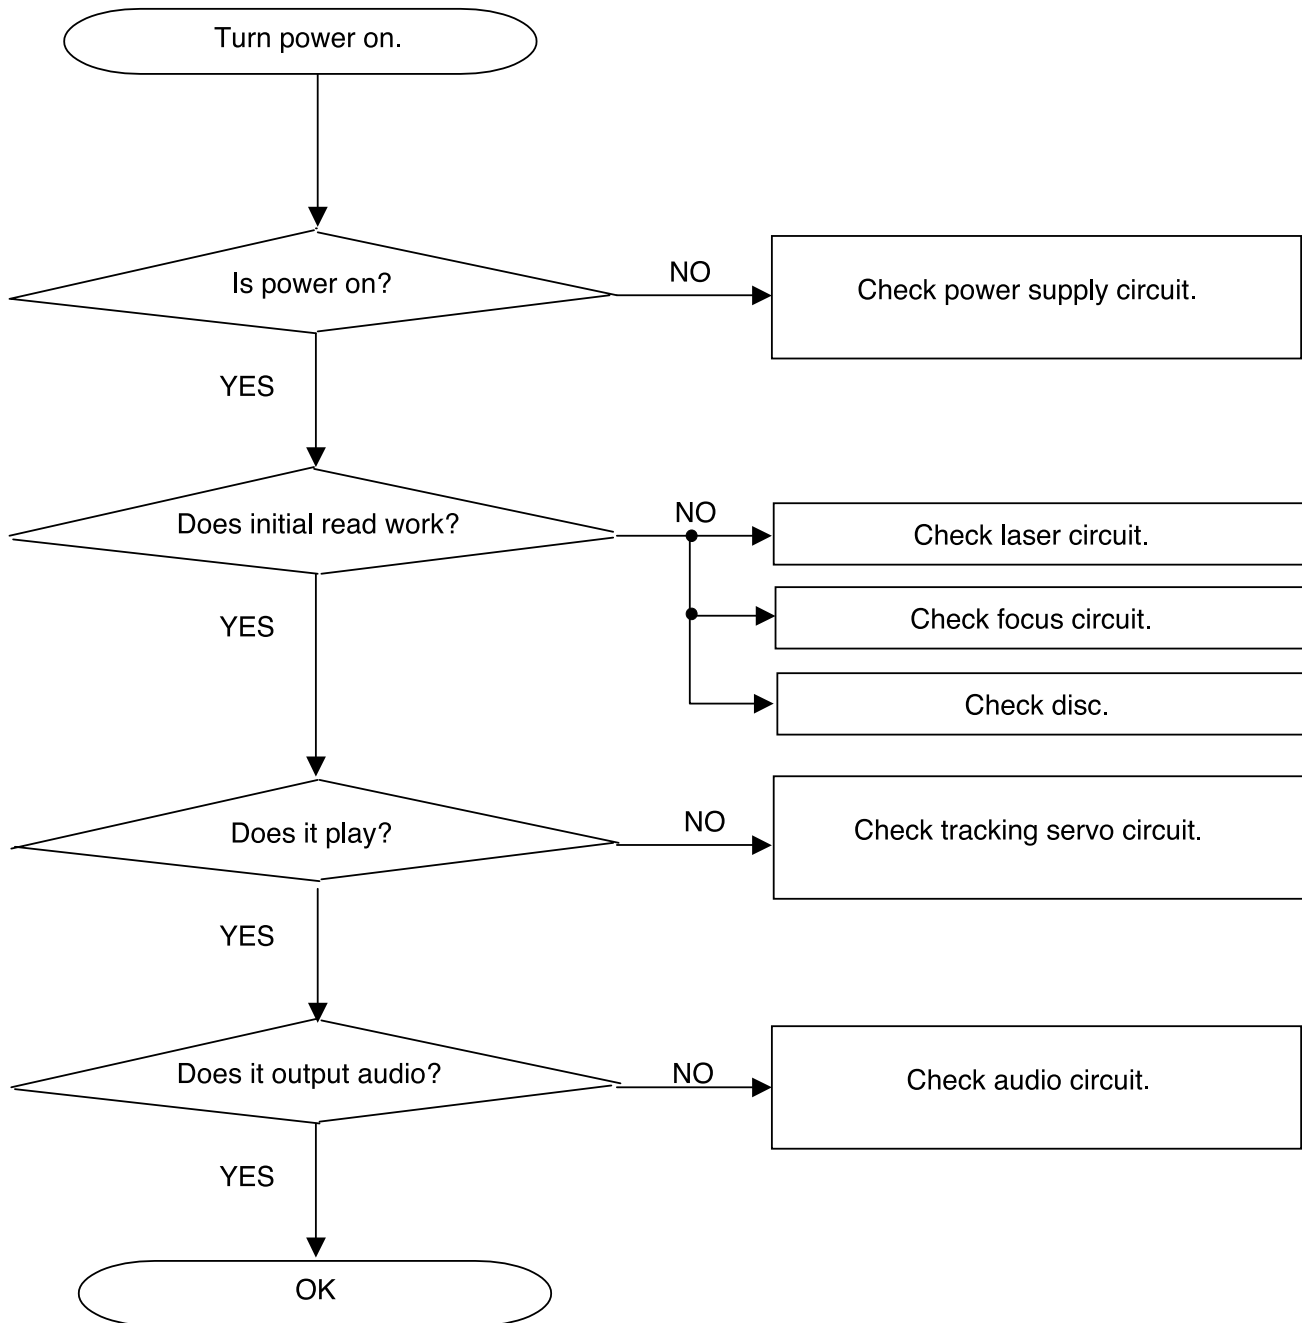 Turn power on.
Is power on?
NO
Check power supply circuit.
YES
Does initial read work?
NO
Check laser circuit.
Check focus circuit.
YES
Check disc.
Does it play?
NO
Check tracking servo circuit.
YES
Does it output audio?
NO
Check audio circuit.
YES
OK